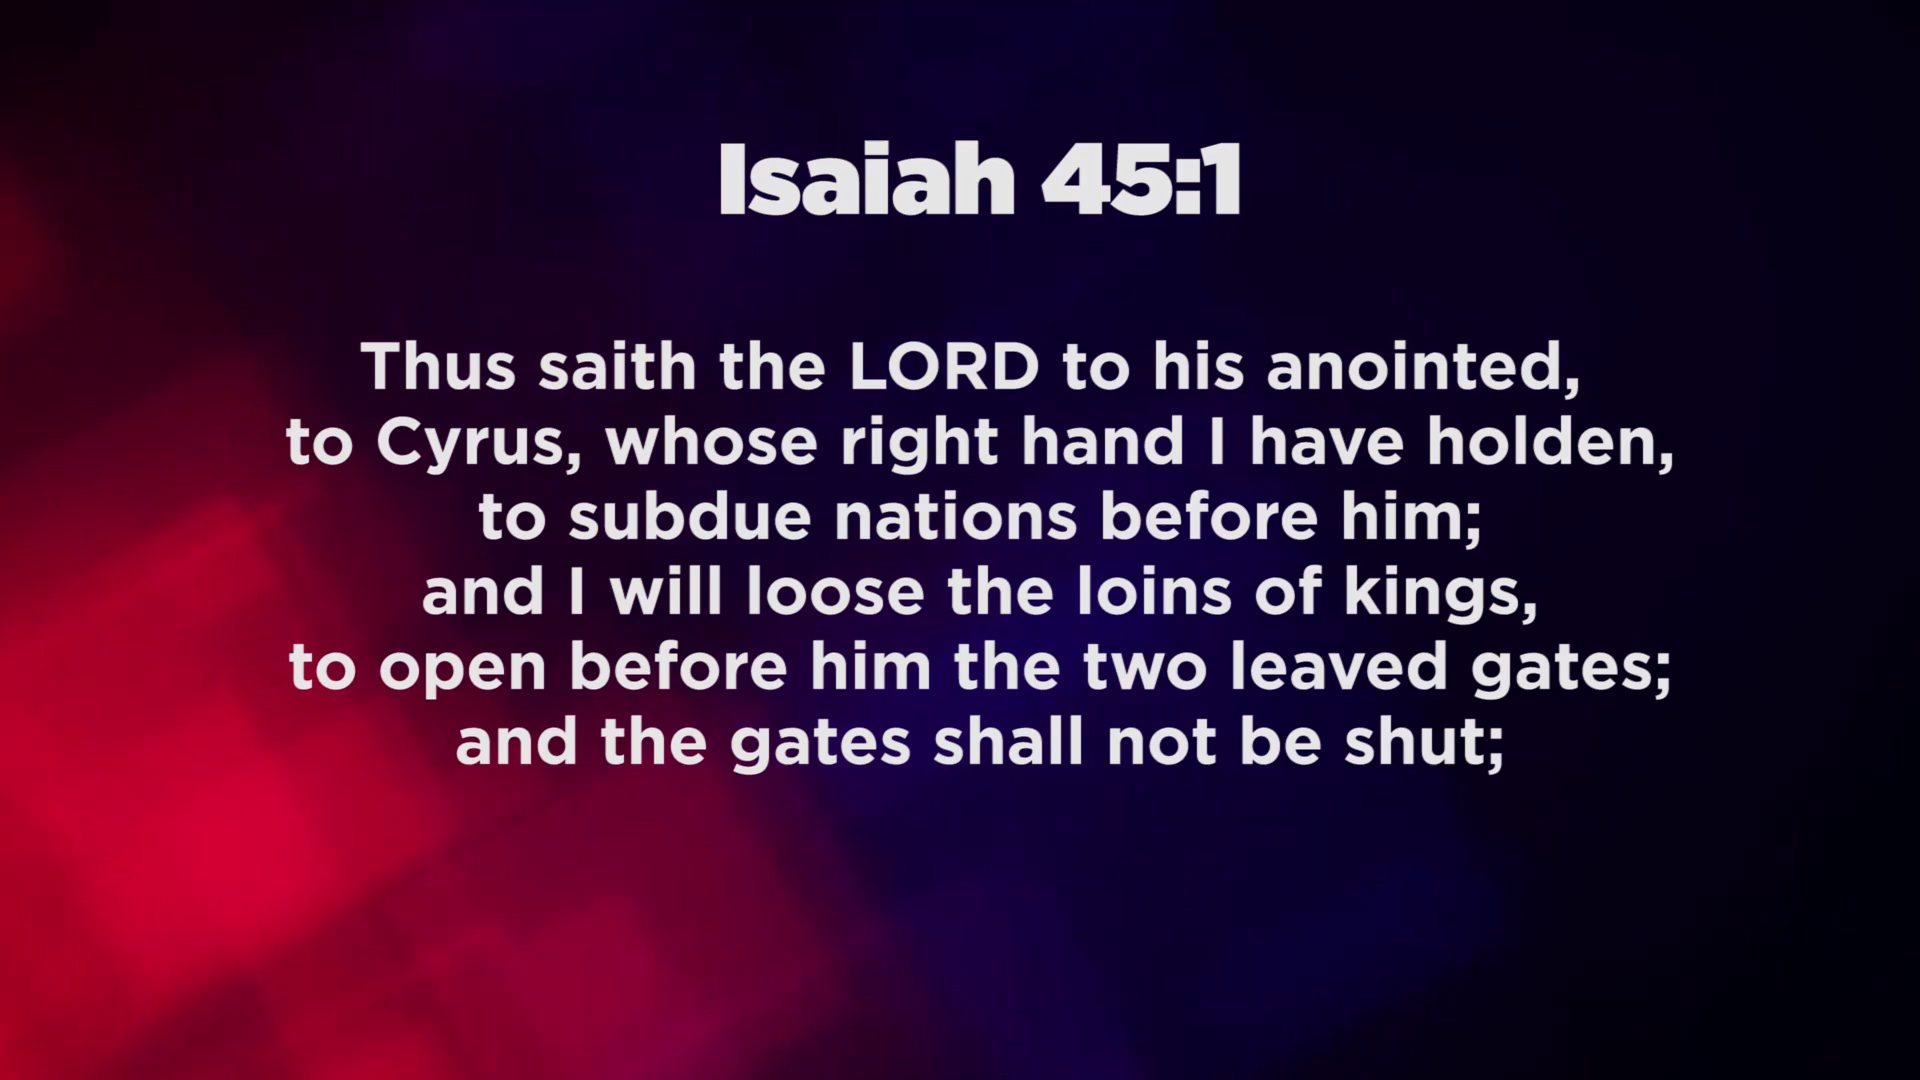 Isaiah 45:1
Thus saith the LORD to his anointed,
to Cyrus, whose right hand I have holden,
to subdue nations before him;
and I will loose the loins of kings,
to open before him the two leaved gates;
and the gates shall not be shut;